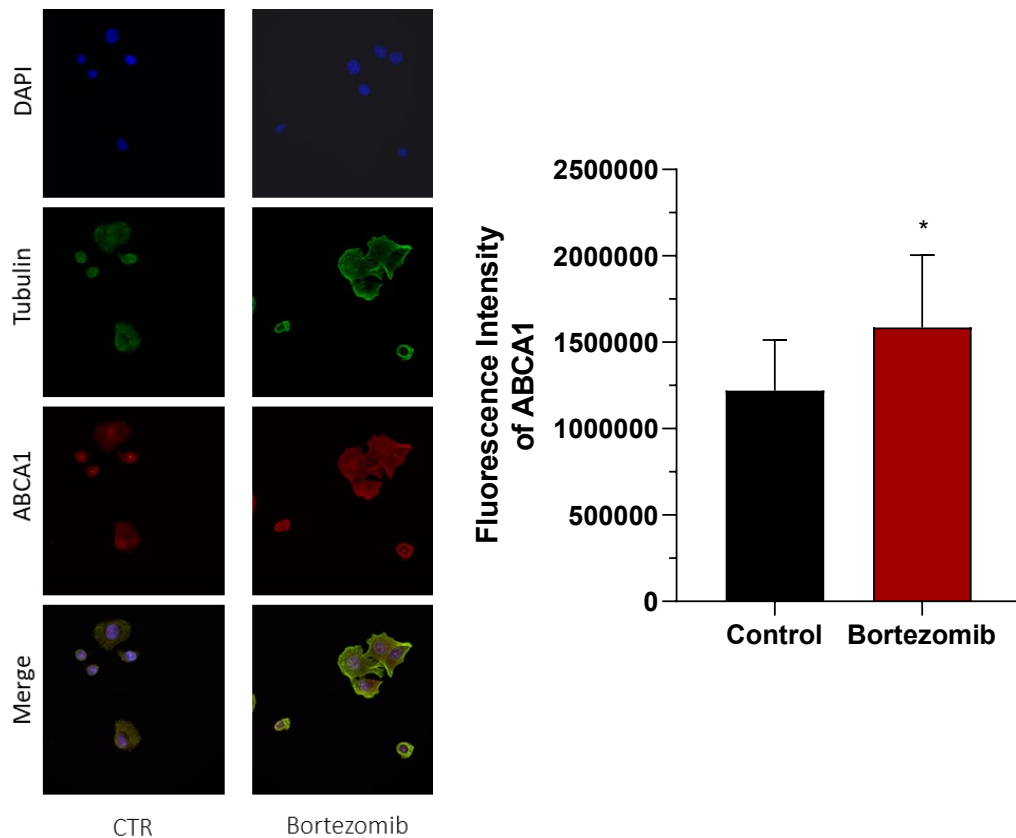 DAPI
Tubulin
ABCA1
Merge
CTR
Bortezomib
Fluorescence Intensity
of ABCA1
2500000
2000000
1500000
1000000
500000
0
*
Control
Bortezomib